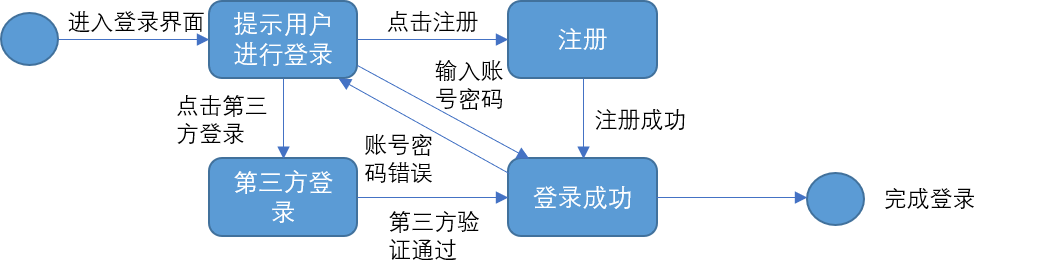 进入登录界面
提示用户
进行登录
点击注册
注册
输入账
号密码
点击第三
方登录
注册成功
账号密
码错误
第三方登
录
第三方验
证通过
登录成功
完成登录